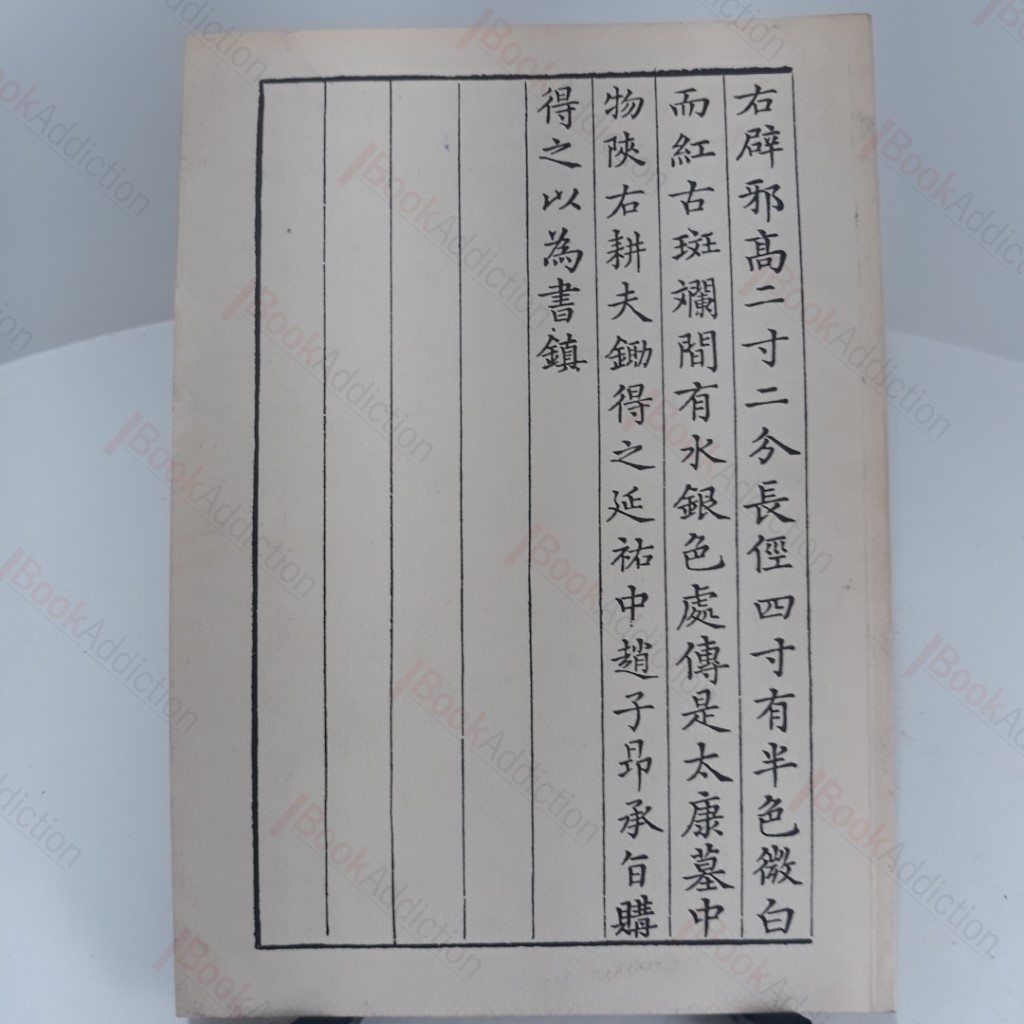 右辟邪髙二寸二分長徑四寸有半色微白
而紅古斑斕間有水銀色處傳是太康墓中
物陝右耕夫鋤得之延祐中趙子昂承旨購
得之以為書鎮
BookAddiction